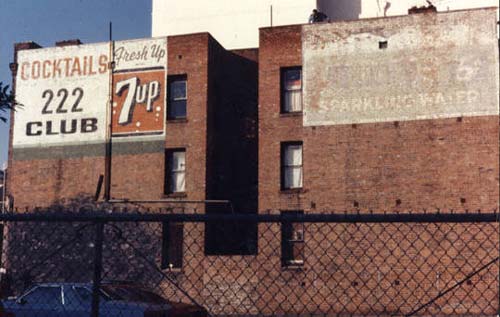 COCKTAILS
222
CLUB
Fresh Up
7up
SPARKLING WATER